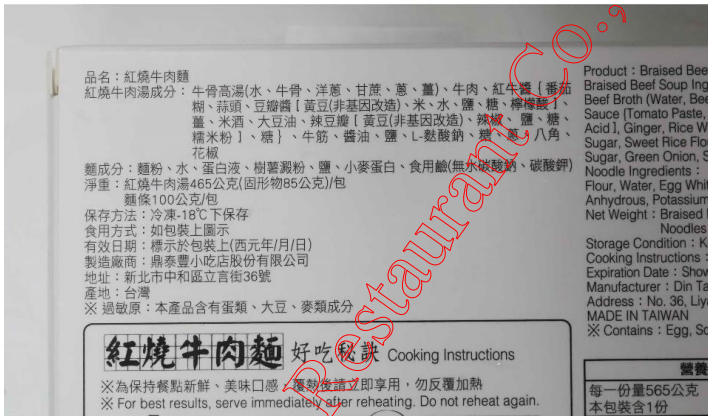 品名：紅燒牛肉麵
紅燒牛肉湯成分：牛骨高湯(水、牛骨、洋蔥、甘蔗、蔥、薑)、牛肉、紅牛醬〔番茄
糊、蒜頭、豆瓣醬〔黃豆(非基因改造)、米、水、鹽、糖、檸檬酸〕、
薑、米酒、大豆油、辣豆瓣〔黃豆(非基因改造)、辣椒、鹽、糖、
糯米粉〕、糖}、牛筋、醬油、鹽、L-麩酸鈉、糖、蔥、八角、
花椒
麵成分：麵粉、水、蛋白液、樹薯澱粉、鹽、小麥蛋白、食用鹼(無水碳酸鈉、碳酸鉀)
淨重：紅燒牛肉湯465公克(固形物85公克)/包
麵條100公克/包
保存方法：冷凍-18℃下保存
食用方式：如包裝上圖示
有效日期：標示於包裝上(西元年/月/日)
製造廠商：鼎泰豐小吃店股份有限公司
地址：新北市中和區立言街36號
產地：台灣
※ 過敏原：本產品含有蛋類、大豆、麥類成分
Product：Braised Bee
Braised Beef Soup Ing
Beef Broth (Water, Bee
Sauce {Tomato Paste,
Acid ], Ginger, Rice W
Sugar, Sweet Rice Flou
Sugar, Green Onion, S
Noodle Ingredients：
Flour, Water, Egg Whit
Anhydrous, Potassium
Net Weight：Braised
Noodles
Storage Condition：K
Cooking Instructions：
Expiration Date：Show
Manufacturer：Din Ta
Address：No. 36, Liya
MADE IN TAIWAN
※ Contains：Egg, So
紅燒牛肉麵 好吃秘訣 Cooking Instructions
※為保持餐點新鮮、美味口感，覆熱後請立即享用，勿反覆加熱
※ For best results, serve immediately after reheating. Do not reheat again.
營養
每一份量565公克
本包裝含1份
Restaurant Co.,